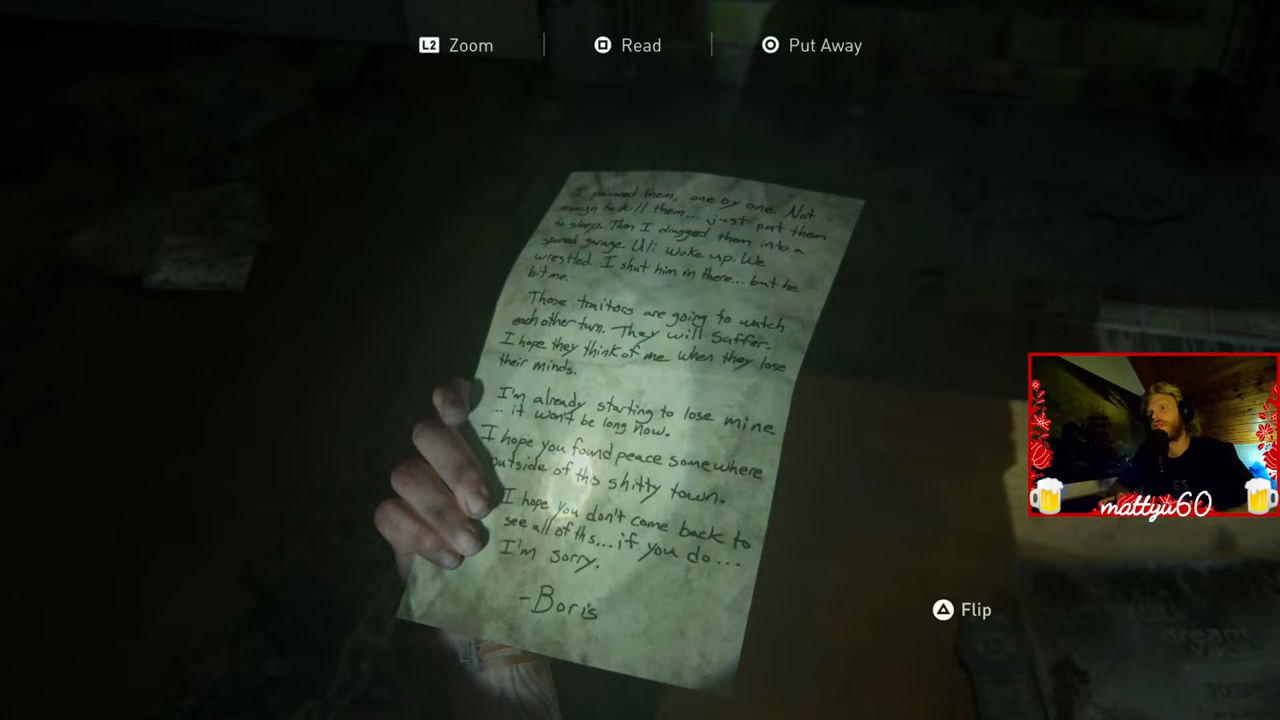 L2 Zoom
Read
Put Away
I poisoned them, one by one. Not
enough to kill them... just put them
to sleep. Then I dragged them into a
spared garage. Uli woke up. We
wrestled. I shut him in there... but he
bit me.
Those traitors are going to watch
each other turn. They will suffer.
I hope they think of me when they lose
their minds.
I'm already starting to lose mine
... it won't be long now.
I hope you found peace somewhere
outside of this shitty town.
I hope you don't come back to
see all of ths... if you do...
I'm sorry.
-Boris
mattyu60
Flip